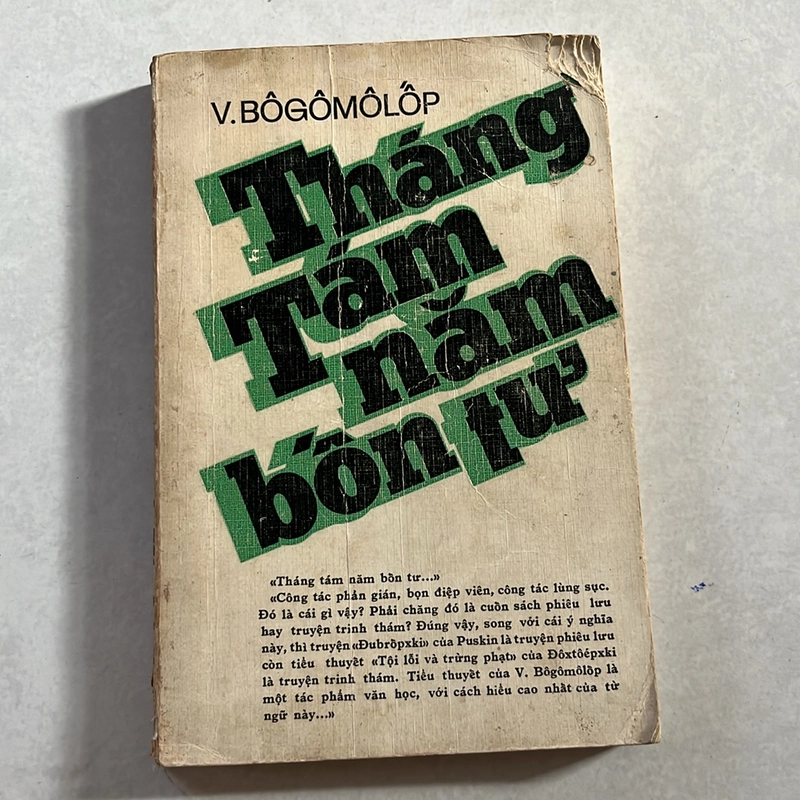 V. BÔGÔMÔLỐP
Tháng
Tám
năm
bốn tư
«Tháng tám năm bốn tư...»
«Công tác phản gián, bọn điệp viên, công tác lùng sục.
Đó là cái gì vậy? Phải chăng đó là cuốn sách phiêu lưu
hay truyện trinh thám? Đúng vậy, song với cái ý nghĩa
này, thì truyện «Đubrốpxki» của Puskin là truyện phiêu lưu
còn tiểu thuyết «Tội lỗi và trừng phạt» của Đôxtôépxki
là truyện trinh thám. Tiểu thuyết của V. Bôgômôlốp là
một tác phẩm văn học, với cách hiểu cao nhất của từ
ngữ này...»